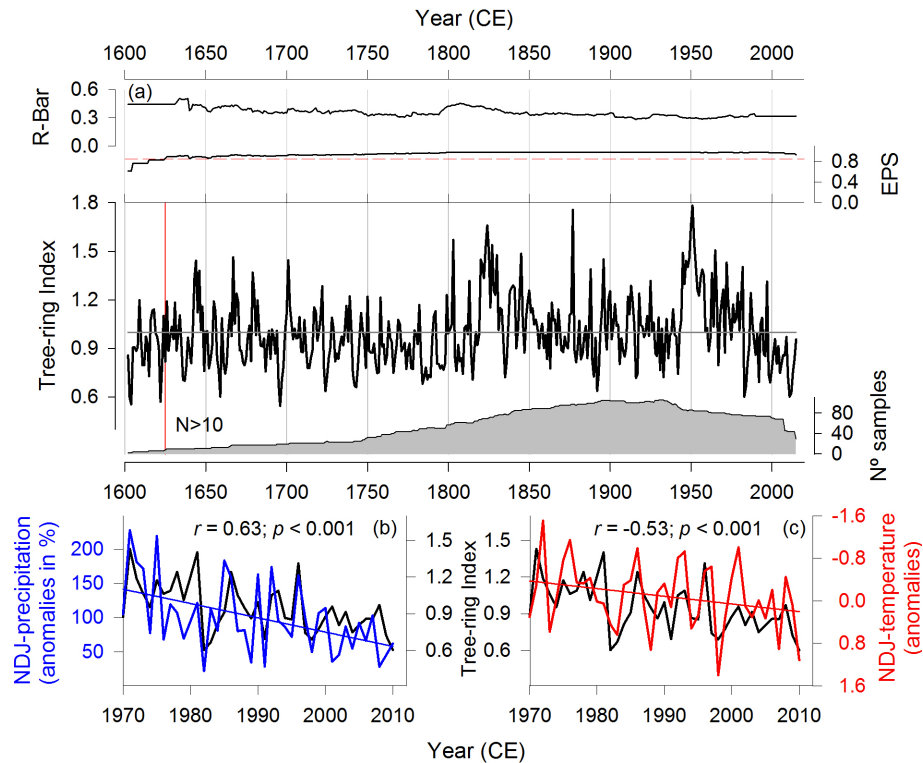 Year (CE)
1600 1650 1700 1750 1800 1850 1900 1950 2000
(a)
R-Bar
0.6
0.3
0.0
EPS
0.8
0.4
0.0
Tree-ring Index
1.8
1.5
1.2
0.9
0.6
N>10
Nº samples
80
40
0
1600 1650 1700 1750 1800 1850 1900 1950 2000
r = 0.63; p < 0.001 (b)
NDJ-precipitation
(anomalies in %)
200
150
100
50
1.5
1.2
0.9
0.6
1970 1980 1990 2000 2010
r = -0.53; p < 0.001 (c)
Tree-ring Index
1.5
1.2
0.9
0.6
-1.6
-0.8
0.0
0.8
1.6
NDJ-temperature
(anomalies)
1970 1980 1990 2000 2010
Year (CE)